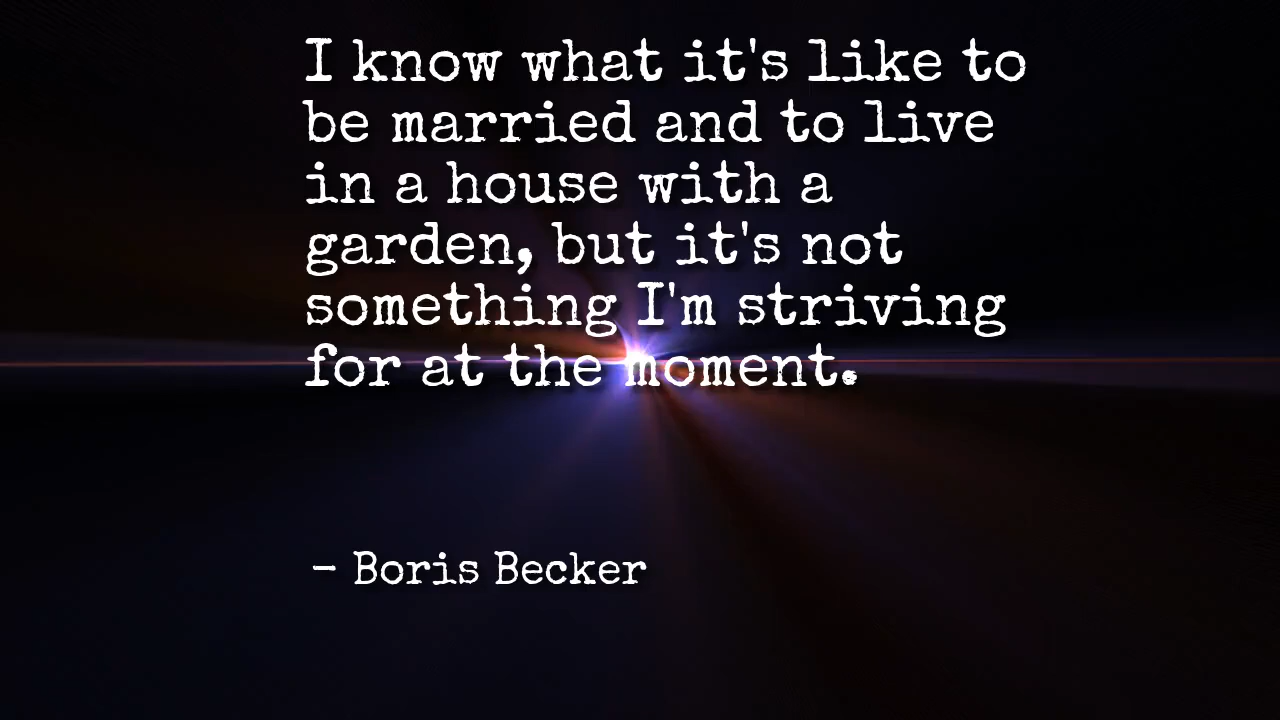 I know what it's like to
be married and to live
in a house with a
garden, but it's not
something I'm striving
for at the moment.
- Boris Becker